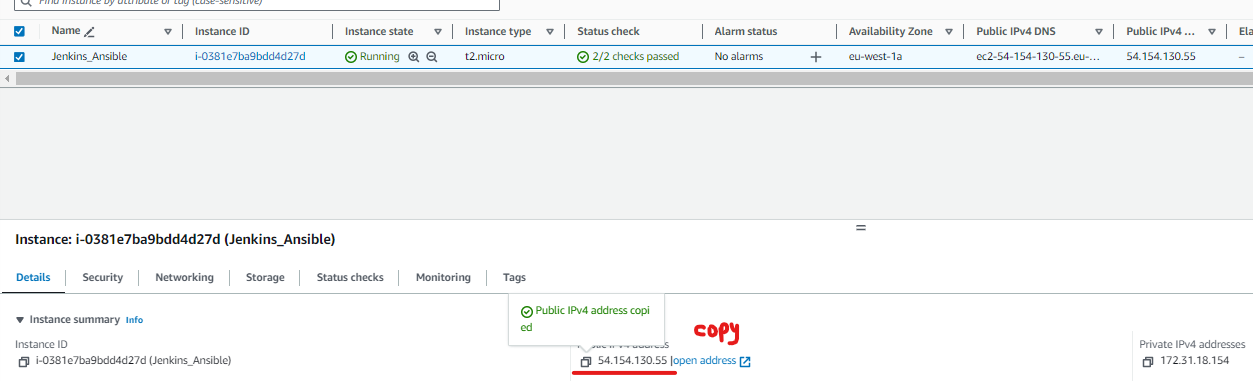 Find Instance by attribute or tag (case-sensitive)
Name Instance ID Instance state Instance type Status check Alarm status Availability Zone Public IPv4 DNS Public IPv4 ... Ela
Jenkins_Ansible i-0381e7ba9bdd4d27d Running t2.micro 2/2 checks passed No alarms + eu-west-1a ec2-54-154-130-55.eu-... 54.154.130.55 –
Instance: i-0381e7ba9bdd4d27d (Jenkins_Ansible)
Details Security Networking Storage Status checks Monitoring Tags
Public IPv4 address copi
ed
copy
Instance summary Info
Instance ID address Private IPv4 addresses
i-0381e7ba9bdd4d27d (Jenkins_Ansible) 54.154.130.55 |open address 172.31.18.154